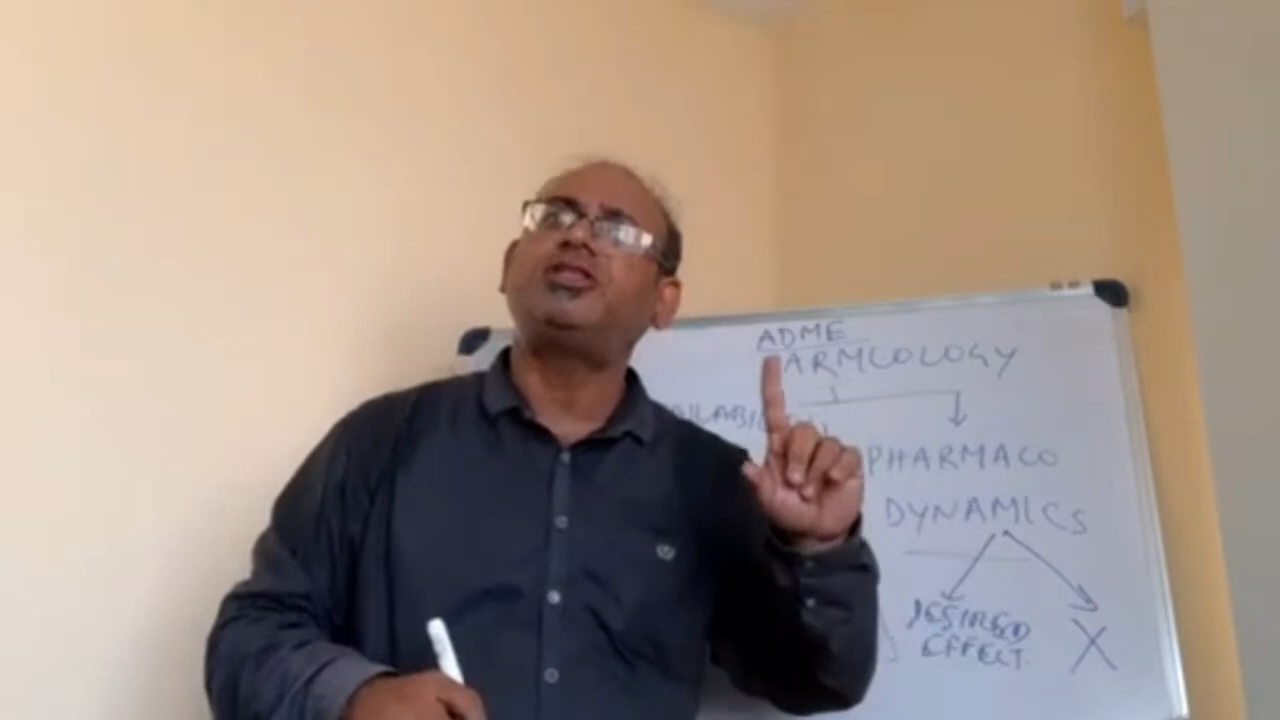 ADME
ARMCOLOGY
PHARMACO
DYNAMICS
DESIRED
EFFECT
X